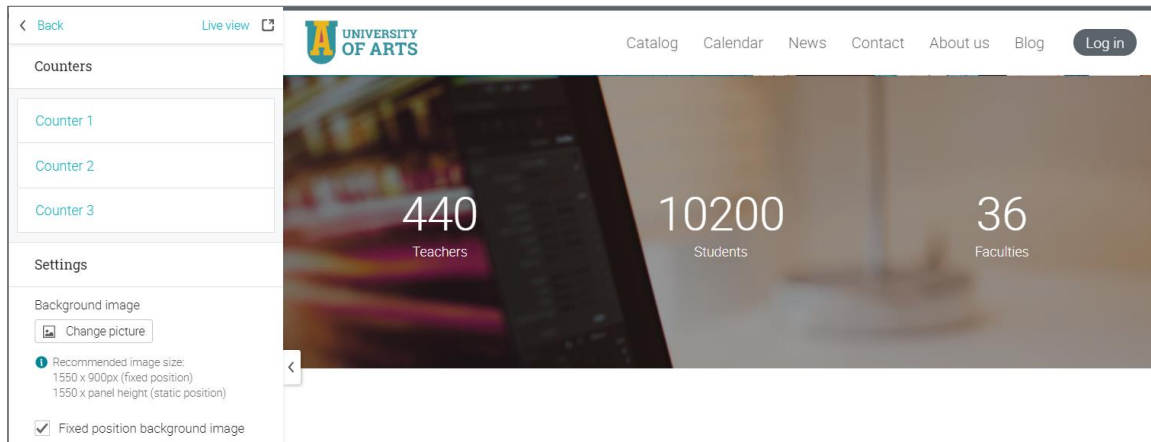 Back
Live view
Counters
Counter 1
Counter 2
Counter 3
Settings
Background image
Change picture
Recommended image size:
1550 x 900px (fixed position)
1550 x panel height (static position)
Fixed position background image
UNIVERSITY
OF ARTS
Catalog Calendar News Contact About us Blog Log in
440 10200 36
Teachers Students Faculties